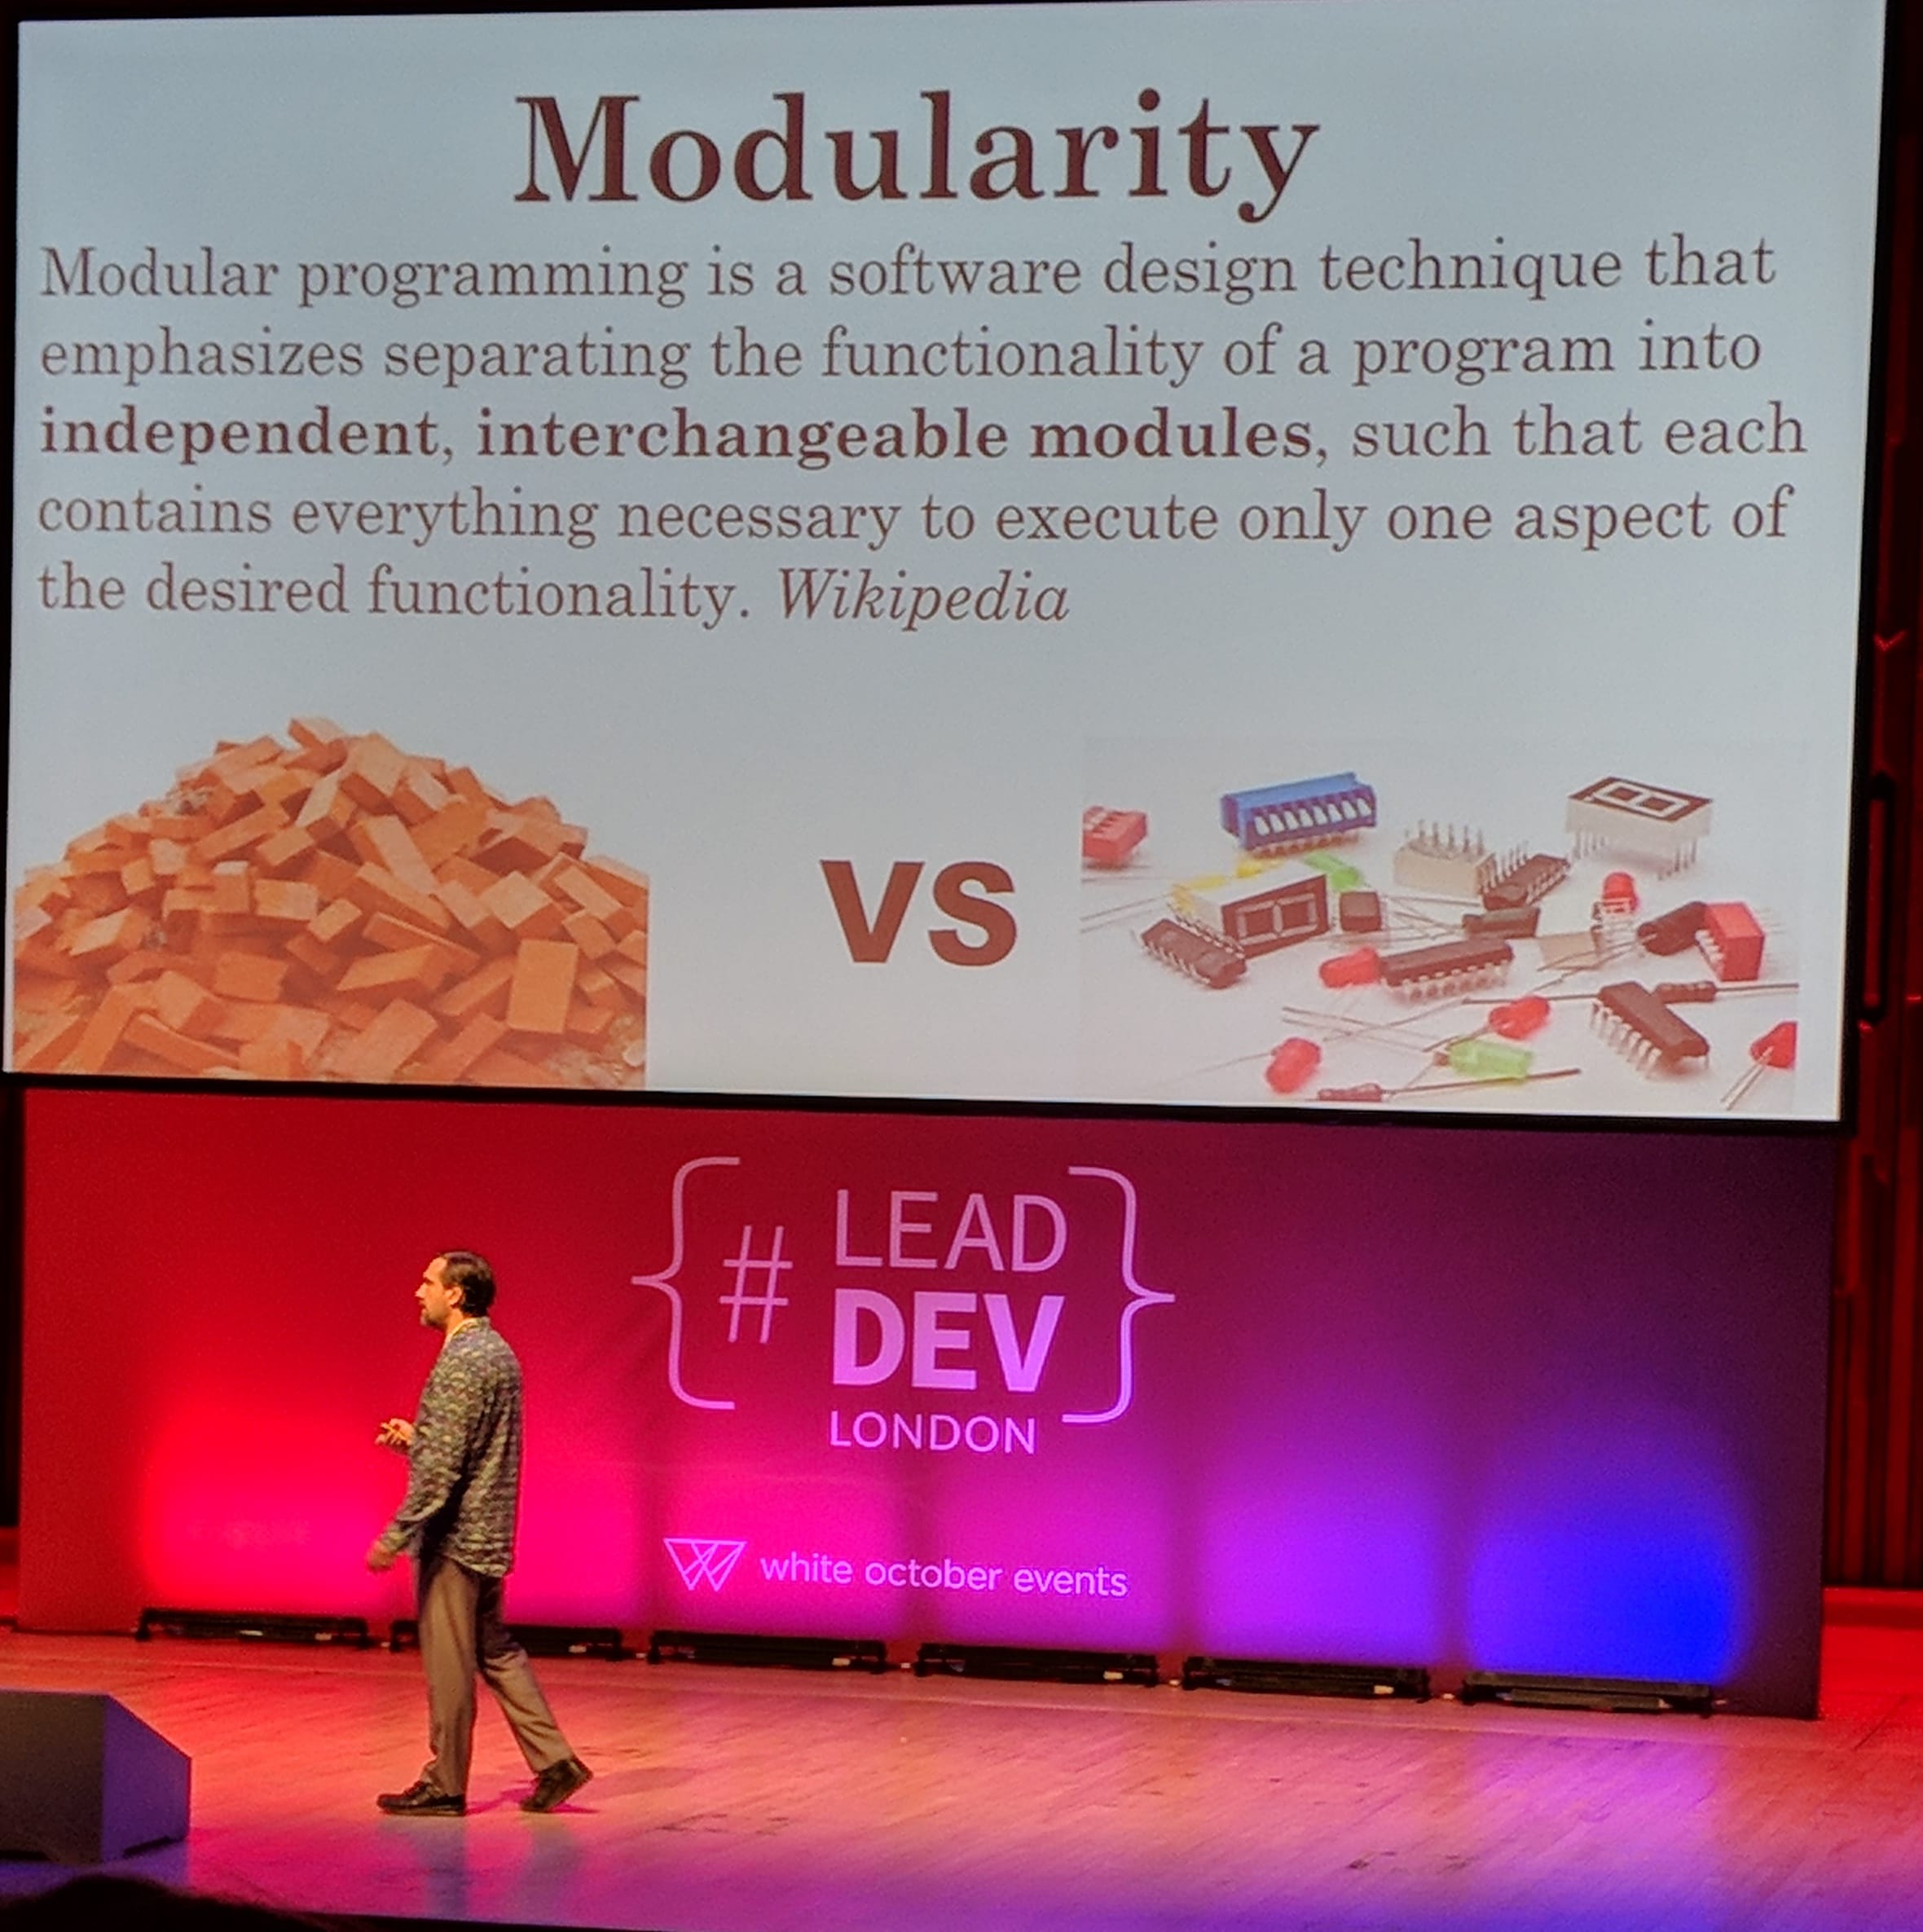 Modularity
Modular programming is a software design technique that
emphasizes separating the functionality of a program into
independent, interchangeable modules, such that each
contains everything necessary to execute only one aspect of
the desired functionality. Wikipedia
VS
{# LEAD
DEV}
LONDON
white october events